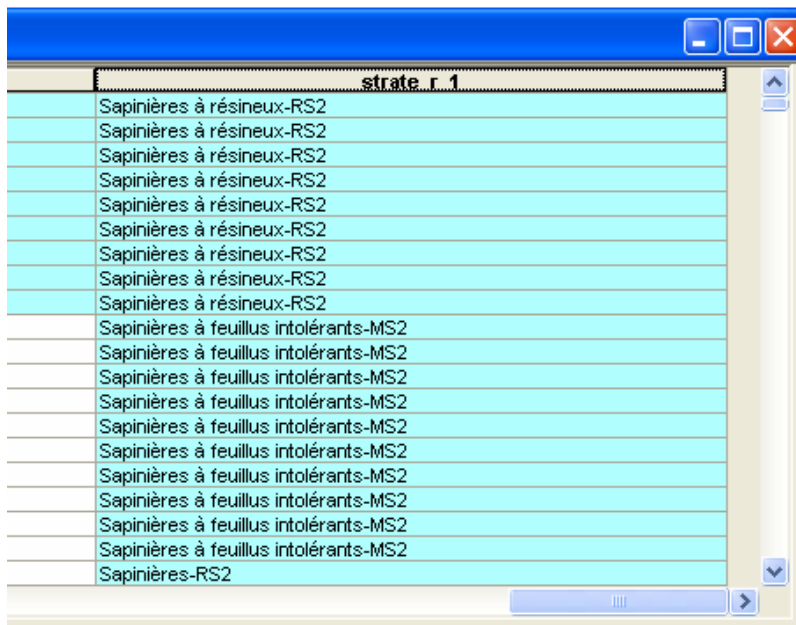 strate_r_1
Sapinières à résineux-RS2
Sapinières à résineux-RS2
Sapinières à résineux-RS2
Sapinières à résineux-RS2
Sapinières à résineux-RS2
Sapinières à résineux-RS2
Sapinières à résineux-RS2
Sapinières à résineux-RS2
Sapinières à résineux-RS2
Sapinières à feuillus intolérants-MS2
Sapinières à feuillus intolérants-MS2
Sapinières à feuillus intolérants-MS2
Sapinières à feuillus intolérants-MS2
Sapinières à feuillus intolérants-MS2
Sapinières à feuillus intolérants-MS2
Sapinières à feuillus intolérants-MS2
Sapinières à feuillus intolérants-MS2
Sapinières à feuillus intolérants-MS2
Sapinières à feuillus intolérants-MS2
Sapinières-RS2